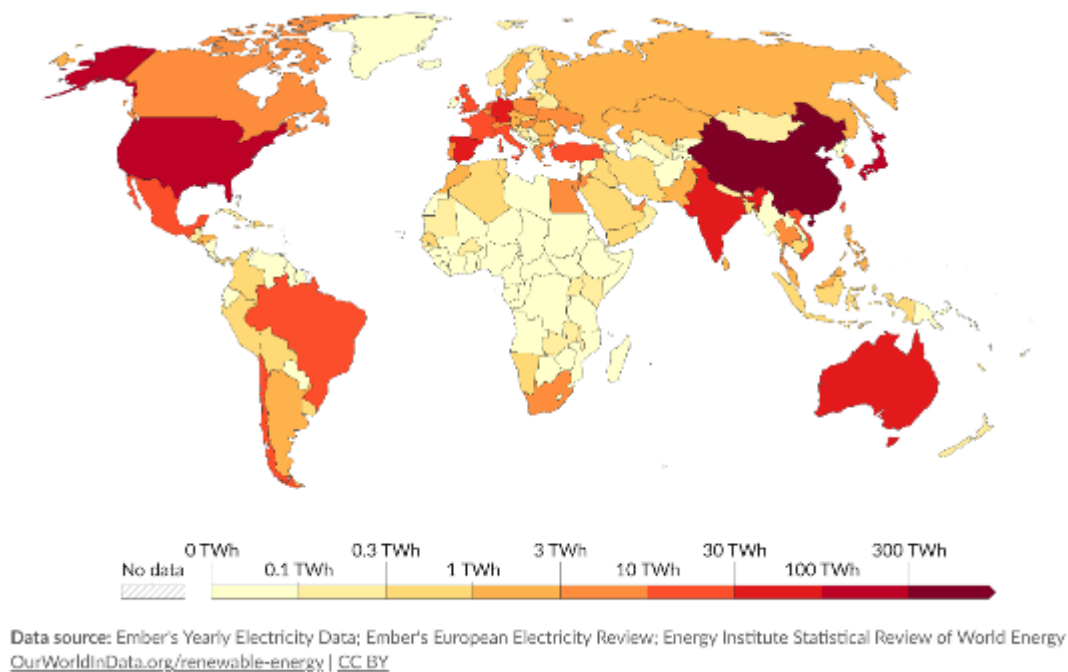 0 TWh 0.3 TWh 3 TWh 30 TWh 300 TWh
No data 0.1 TWh 1 TWh 10 TWh 100 TWh
Data source: Ember's Yearly Electricity Data; Ember's European Electricity Review; Energy Institute Statistical Review of World Energy
OurWorldInData.org/renewable-energy | CC BY